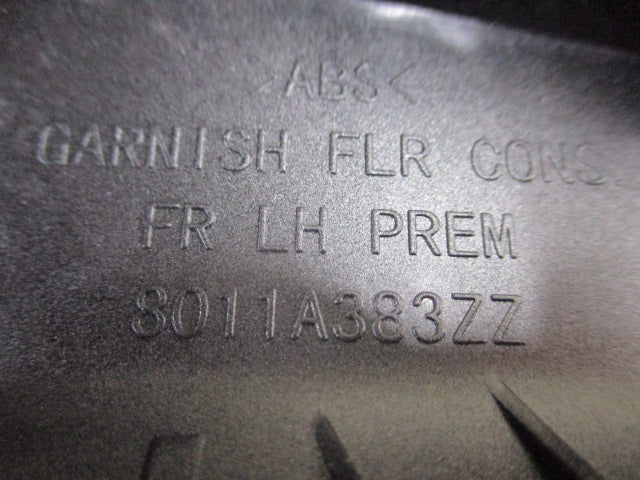 >ABS<
GARNISH FLR CONS
FR LH PREM
8011A383ZZ